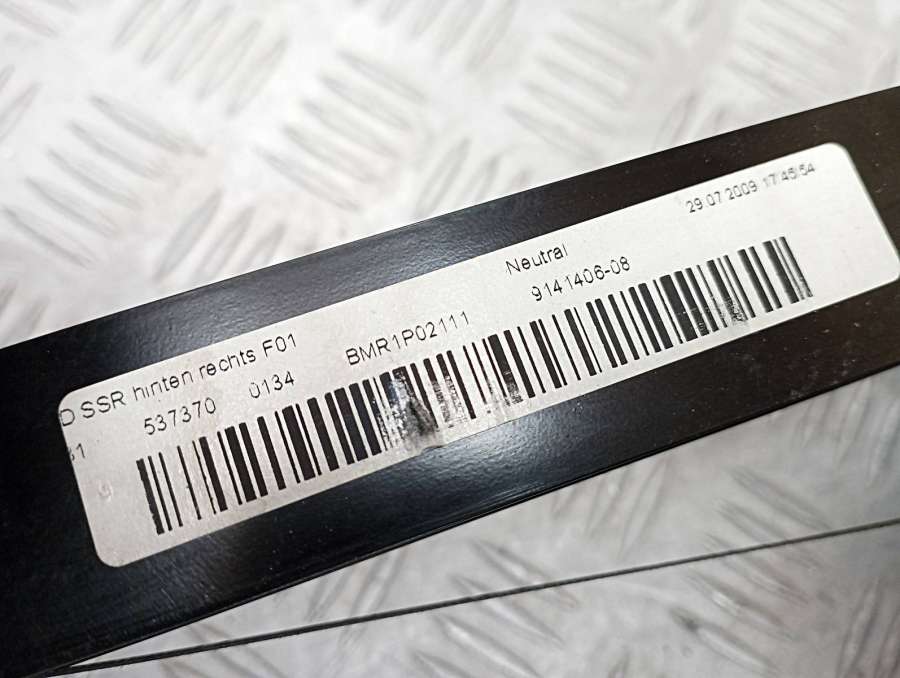 29.07.2009 17:45:54
Neutral
D SSR hinten rechts F01
537370 0134 BMR1P02111 9141406-08